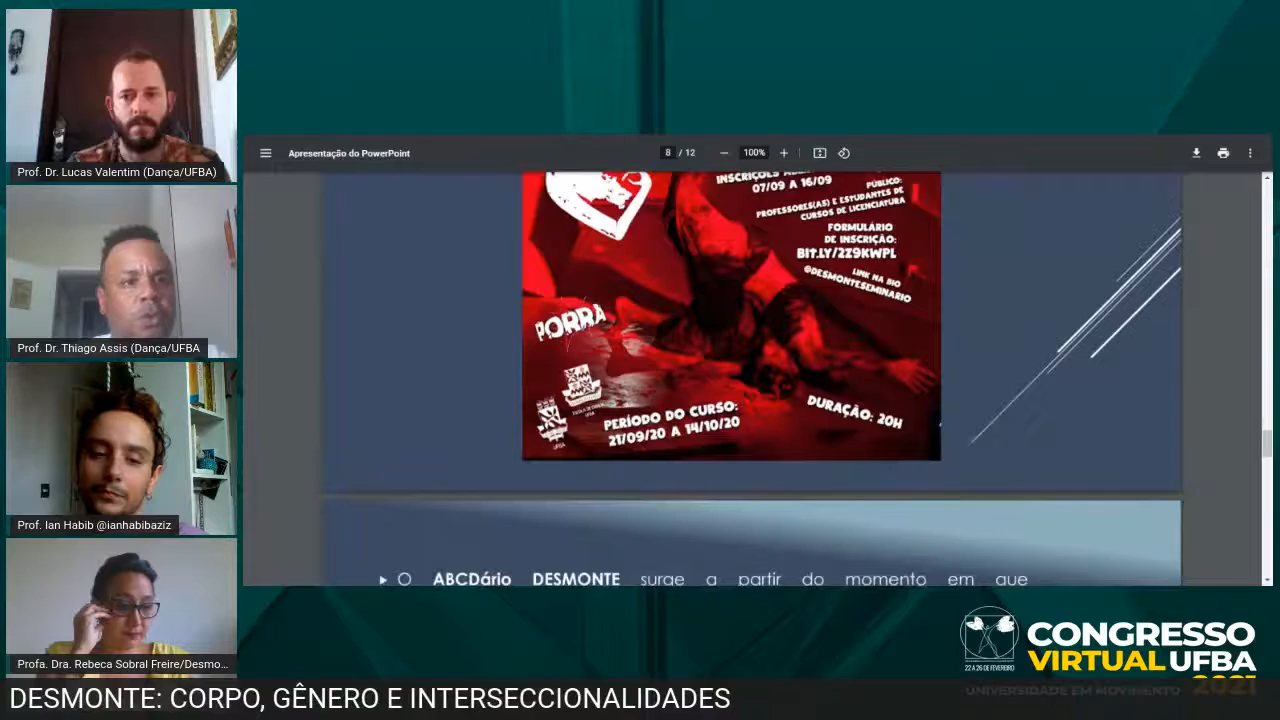 Prof. Dr. Lucas Valentim (Dança/UFBA)
Prof. Dr. Thiago Assis (Dança/UFBA
Prof. Ian Habib @ianhabibaziz
Profa. Dra. Rebeca Sobral Freire/Desmo...
Apresentação do PowerPoint
8 / 12
100%
07/09 A 16/09
PÚBLICO:
PROFESSORES(AS) E ESTUDANTES DE
CURSOS DE LICENCIATURA
FORMULÁRIO
DE INSCRIÇÃO:
BIT.LY/2Z9KWPL
LINK NA BIO
@DESMONTESEMINARIO
PORRA
UFBA
PERÍODO DO CURSO:
21/09/20 A 14/10/20
DURAÇÃO: 20H
O ABCDário DESMONTE surge a partir do momento em que
22 A 26 DE FEVEREIRO
CONGRESSO
VIRTUAL UFBA
2021
UNIVERSIDADE EM MOVIMENTO
DESMONTE: CORPO, GÊNERO E INTERSECCIONALIDADES